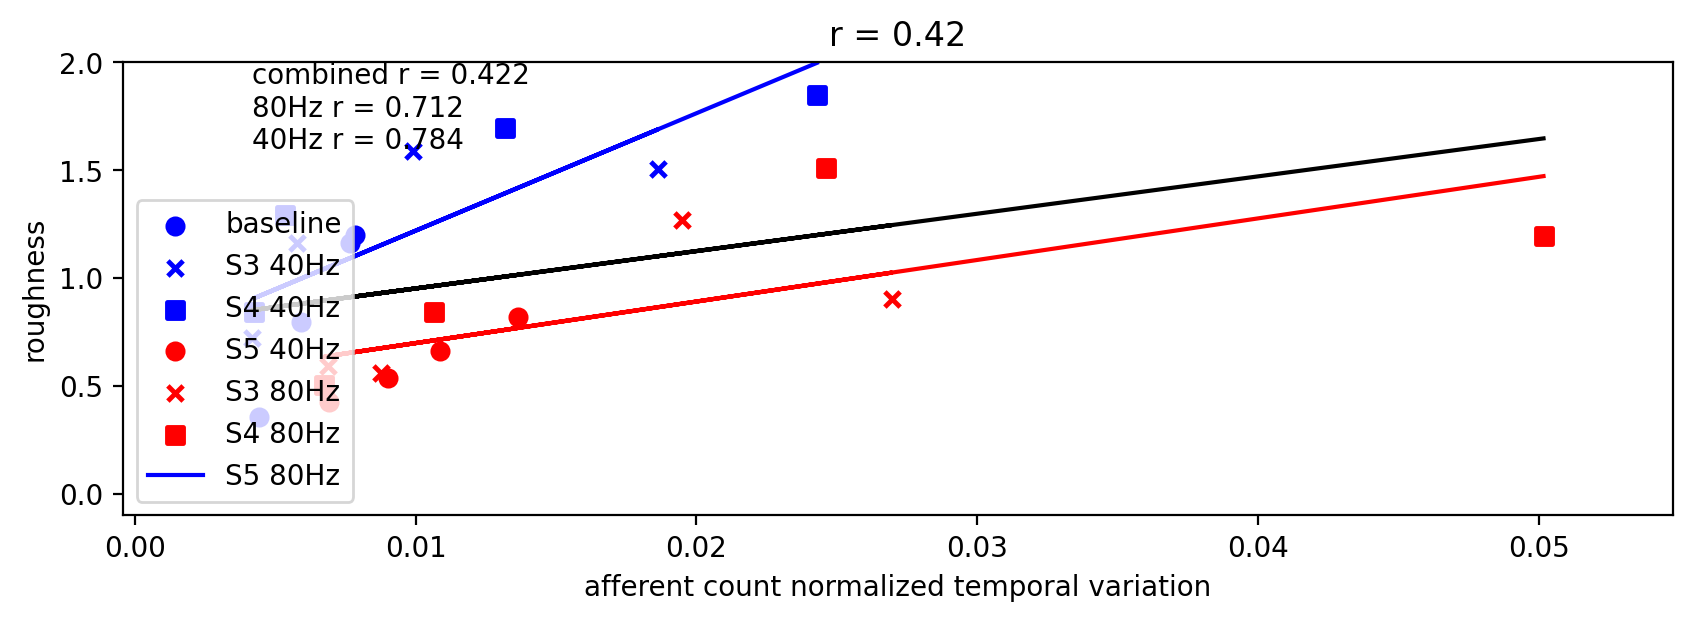 r = 0.42
combined r = 0.422
80Hz r = 0.712
40Hz r = 0.784
2.0
1.5
1.0
0.5
0.0
roughness
baseline
S3 40Hz
S4 40Hz
S5 40Hz
S3 80Hz
S4 80Hz
S5 80Hz
0.00 0.01 0.02 0.03 0.04 0.05
afferent count normalized temporal variation